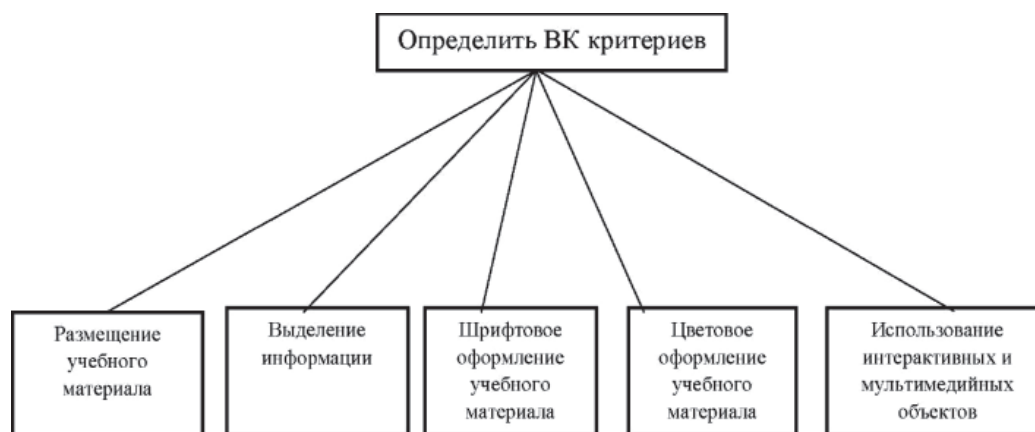 Определить ВК критериев
Размещение
учебного
материала
Выделение
информации
Шрифтовое
оформление
учебного
материала
Цветовое
оформление
учебного
материала
Использование
интерактивных и
мультимедийных
объектов